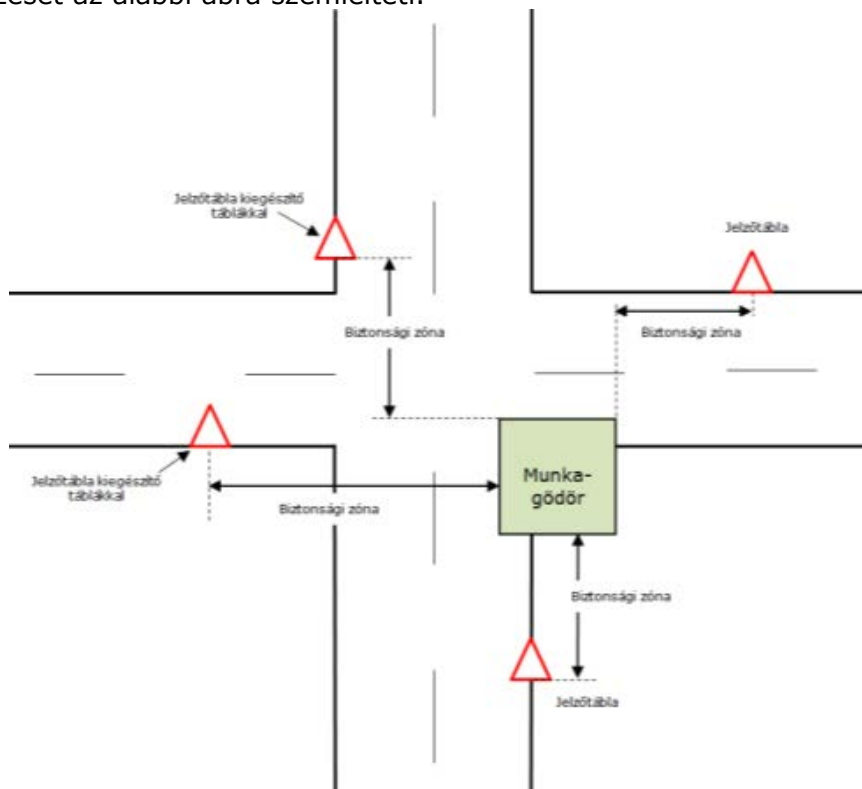 zését az alábbi ábra szemlélteti.
Jelzőtábla kiegészítő
táblákkal
Jelzőtábla
Biztonsági zóna
Biztonsági zóna
Jelzőtábla kiegészítő
táblákkal
Biztonsági zóna
Munka-
gödör
Biztonsági zóna
Jelzőtábla